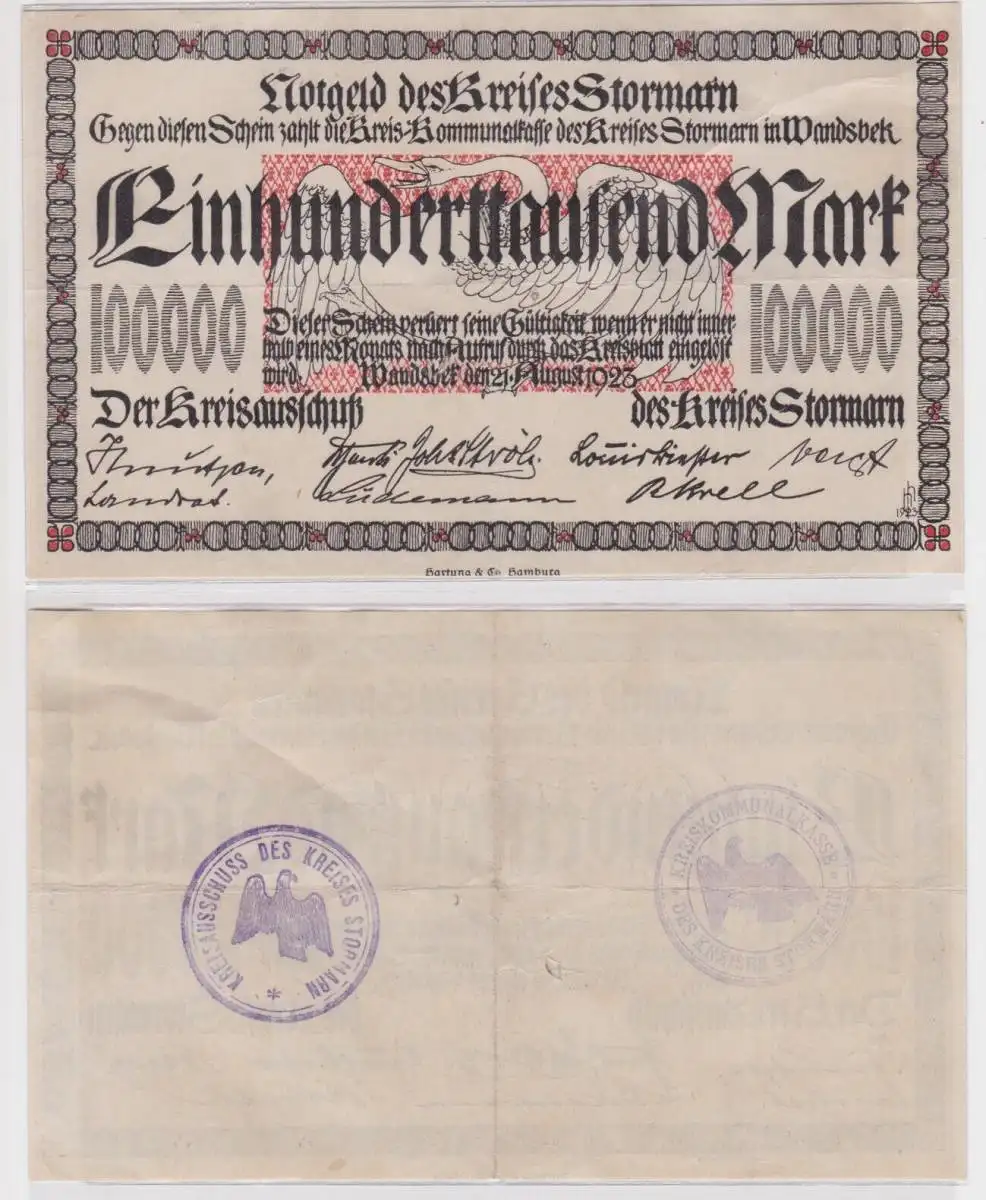 Notgeld des Kreises Stormarn
Gegen diesen Schein zahlt die Kreis-Kommunalkasse des Kreises Stormarn in Wandsbek
Einhunderttausend Mark
100000 100000
Dieser Schein verliert seine Gültigkeit, wenn er nicht inner-
halb eines Monats nach Aufruf durch das Kreisblatt eingelöst
wird. Wandsbek den 21. August 1923
Der Kreisausschuß des Kreises Stormarn
Knutzen,
Landrat. Lüdemann R Krell
1923
Hartung & Co Hamburg
KREISAUSSCHUSS DES KREISES STORMARN *
KREISKOMMUNALKASSE
DES KREISES STORMARN